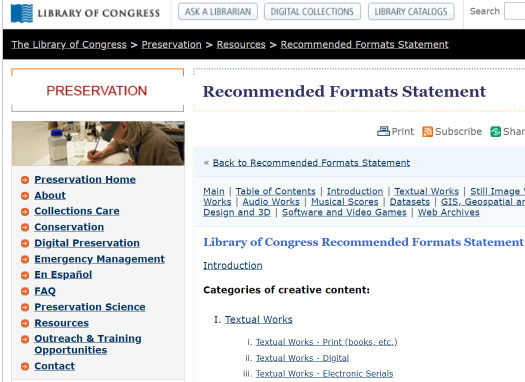 LIBRARY OF CONGRESS
ASK A LIBRARIAN
DIGITAL COLLECTIONS
LIBRARY CATALOGS
Search
The Library of Congress > Preservation > Resources > Recommended Formats Statement
PRESERVATION
Preservation Home
About
Collections Care
Conservation
Digital Preservation
Emergency Management
En Español
FAQ
Preservation Science
Resources
Outreach & Training
Opportunities
Contact
Recommended Formats Statement
Print Subscribe Shar
« Back to Recommended Formats Statement
Main | Table of Contents | Introduction | Textual Works | Still Image
Works | Audio Works | Musical Scores | Datasets | GIS, Geospatial a
Design and 3D | Software and Video Games | Web Archives
Library of Congress Recommended Formats Statement
Introduction
Categories of creative content:
I. Textual Works
i. Textual Works - Print (books, etc.)
ii. Textual Works - Digital
iii. Textual Works - Electronic Serials